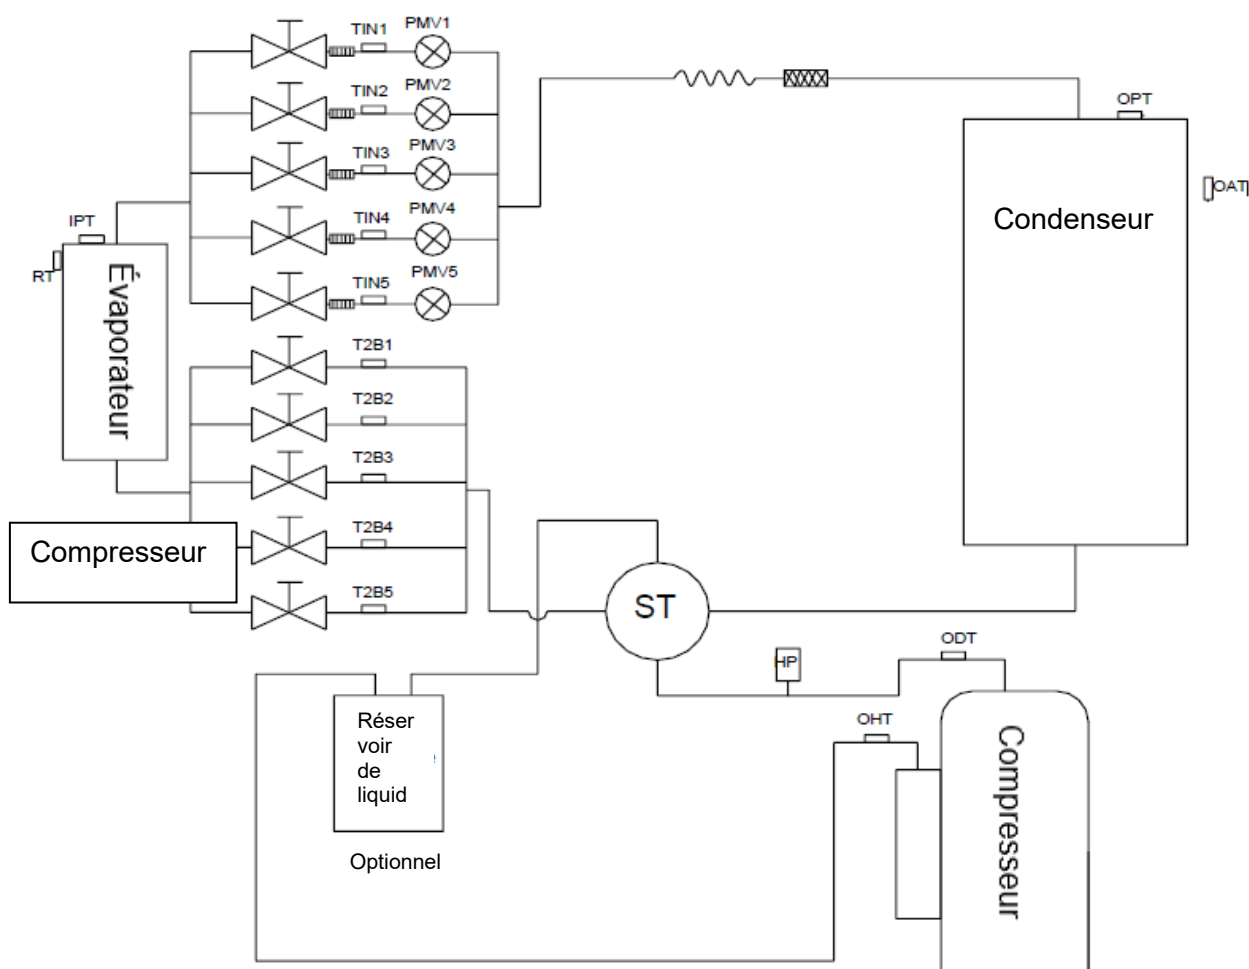 TIN1 PMV1
TIN2 PMV2
TIN3 PMV3
TIN4 PMV4
TIN5 PMV5
OPT
OAT
Condenseur
IPT
RT
Évaporateur
T2B1
T2B2
T2B3
T2B4
T2B5
Compresseur
ST
HP
ODT
OHT
Compresseur
Réser
voir
de
liquid
Optionnel